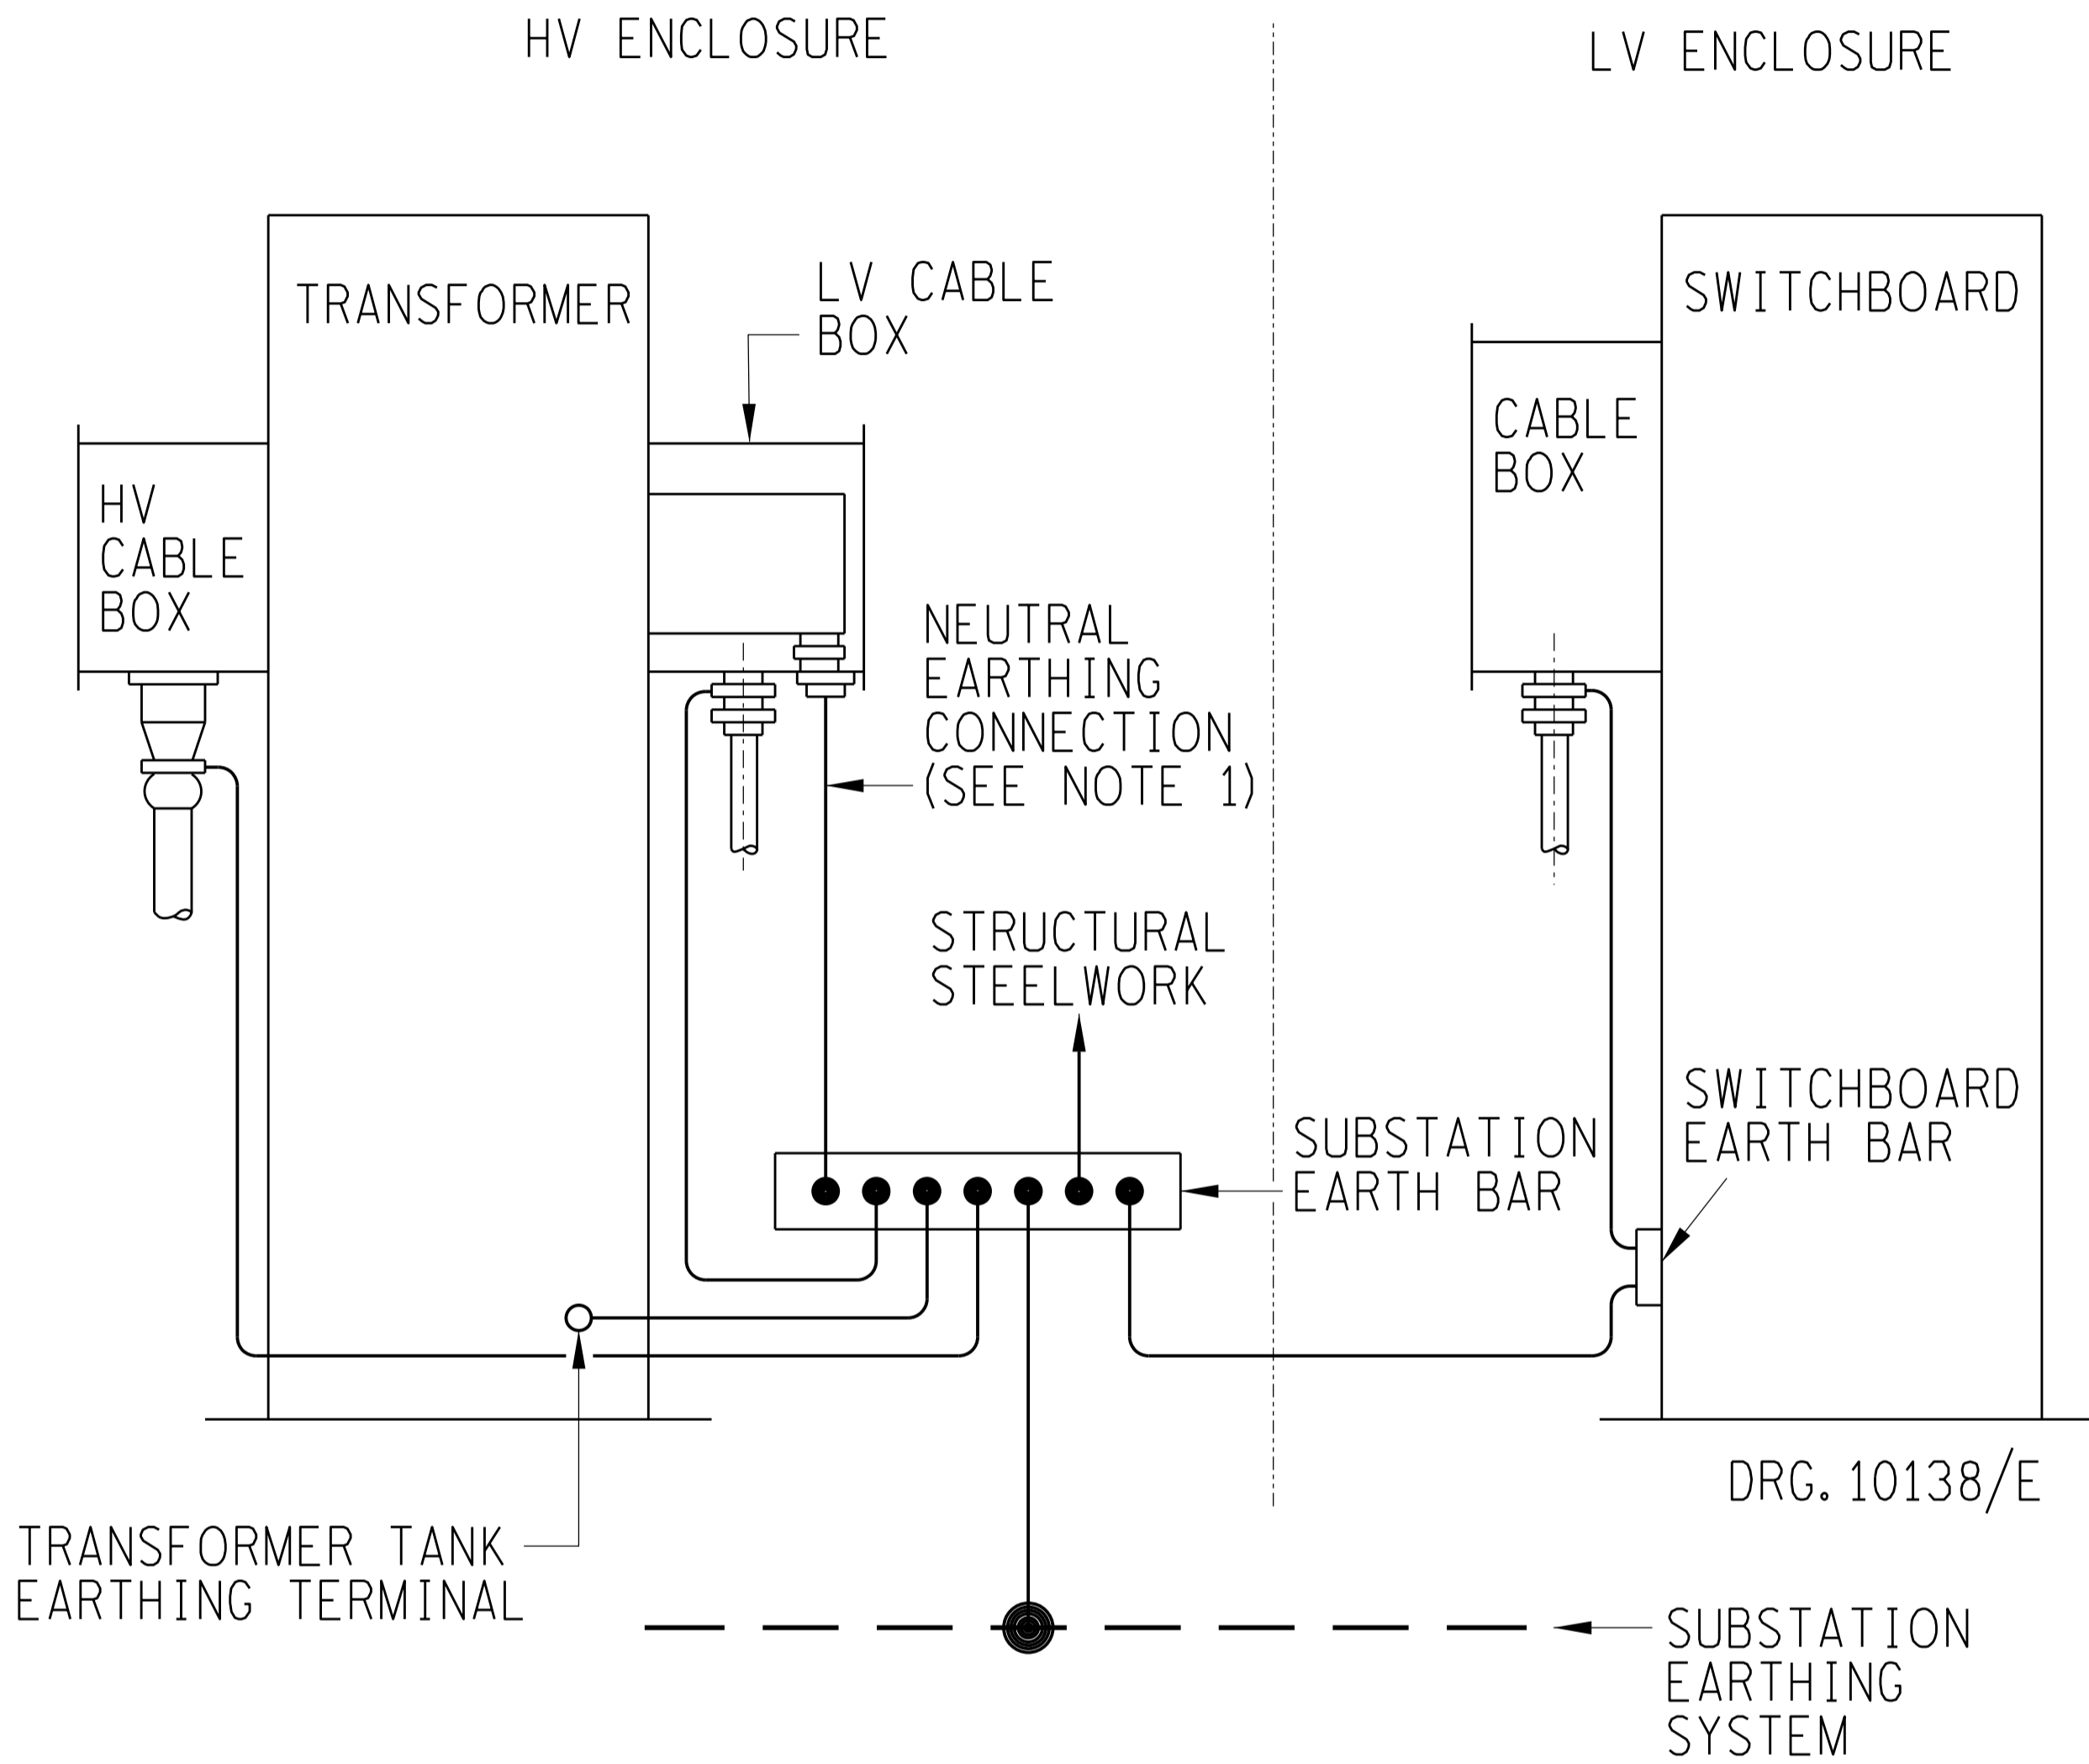 HV ENCLOSURE
LV ENCLOSURE
TRANSFORMER
LV CABLE
BOX
SWITCHBOARD
CABLE
BOX
HV
CABLE
BOX
NEUTRAL
EARTHING
CONNECTION
(SEE NOTE 1)
STRUCTURAL
STEELWORK
SUBSTATION
EARTH BAR
SWITCHBOARD
EARTH BAR
DRG. 10138/E
TRANSFORMER TANK
EARTHING TERMINAL
SUBSTATION
EARTHING
SYSTEM